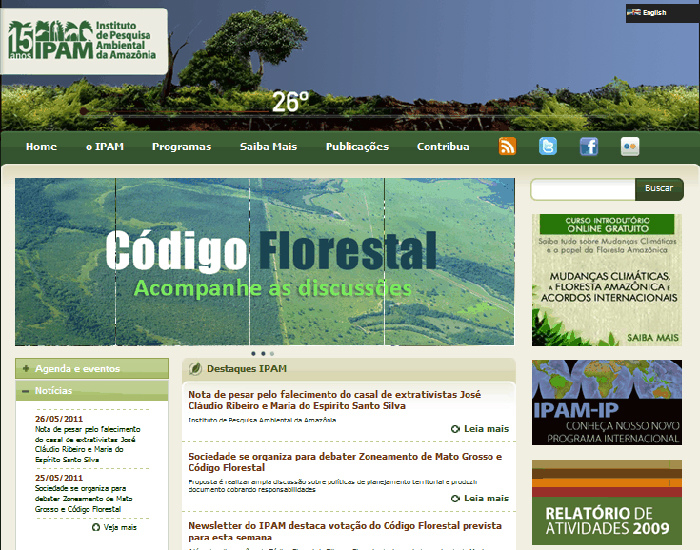 English
15 anos IPAM
Instituto
de Pesquisa
Ambiental
da Amazônia
26º
Home
o IPAM
Programas
Saiba Mais
Publicações
Contribua
Buscar
Código Florestal
Acompanhe as discussões
CURSO INTRODUTÓRIO
ONLINE GRATUITO
Saiba tudo sobre Mudanças Climáticas
e o papel da Floresta Amazônica
MUDANÇAS CLIMÁTICAS,
A FLORESTA AMAZÔNICA E
ACORDOS INTERNACIONAIS
SAIBA MAIS
IPAM-IP
CONHEÇA NOSSO NOVO
PROGRAMA INTERNACIONAL
RELATÓRIO DE
ATIVIDADES 2009
Agenda e eventos
Notícias
26/05/2011
Nota de pesar pelo falecimento
do casal de extrativistas José
Cláudio Ribeiro e Maria do
Espírito Santo Silva
25/05/2011
Sociedade se organiza para
debater Zoneamento de Mato
Grosso e Código Florestal
Veja mais
Destaques IPAM
Nota de pesar pelo falecimento do casal de extrativistas José
Cláudio Ribeiro e Maria do Espirito Santo Silva
Instituto de Pesquisa Ambiental da Amazônia
Leia mais
Sociedade se organiza para debater Zoneamento de Mato Grosso e
Código Florestal
Proposta é realizar ampla discussão sobre políticas de planejamento territorial e produzir
documento cobrando responsabilidades
Leia mais
Newsletter do IPAM destaca votação do Código Florestal prevista
para esta semana